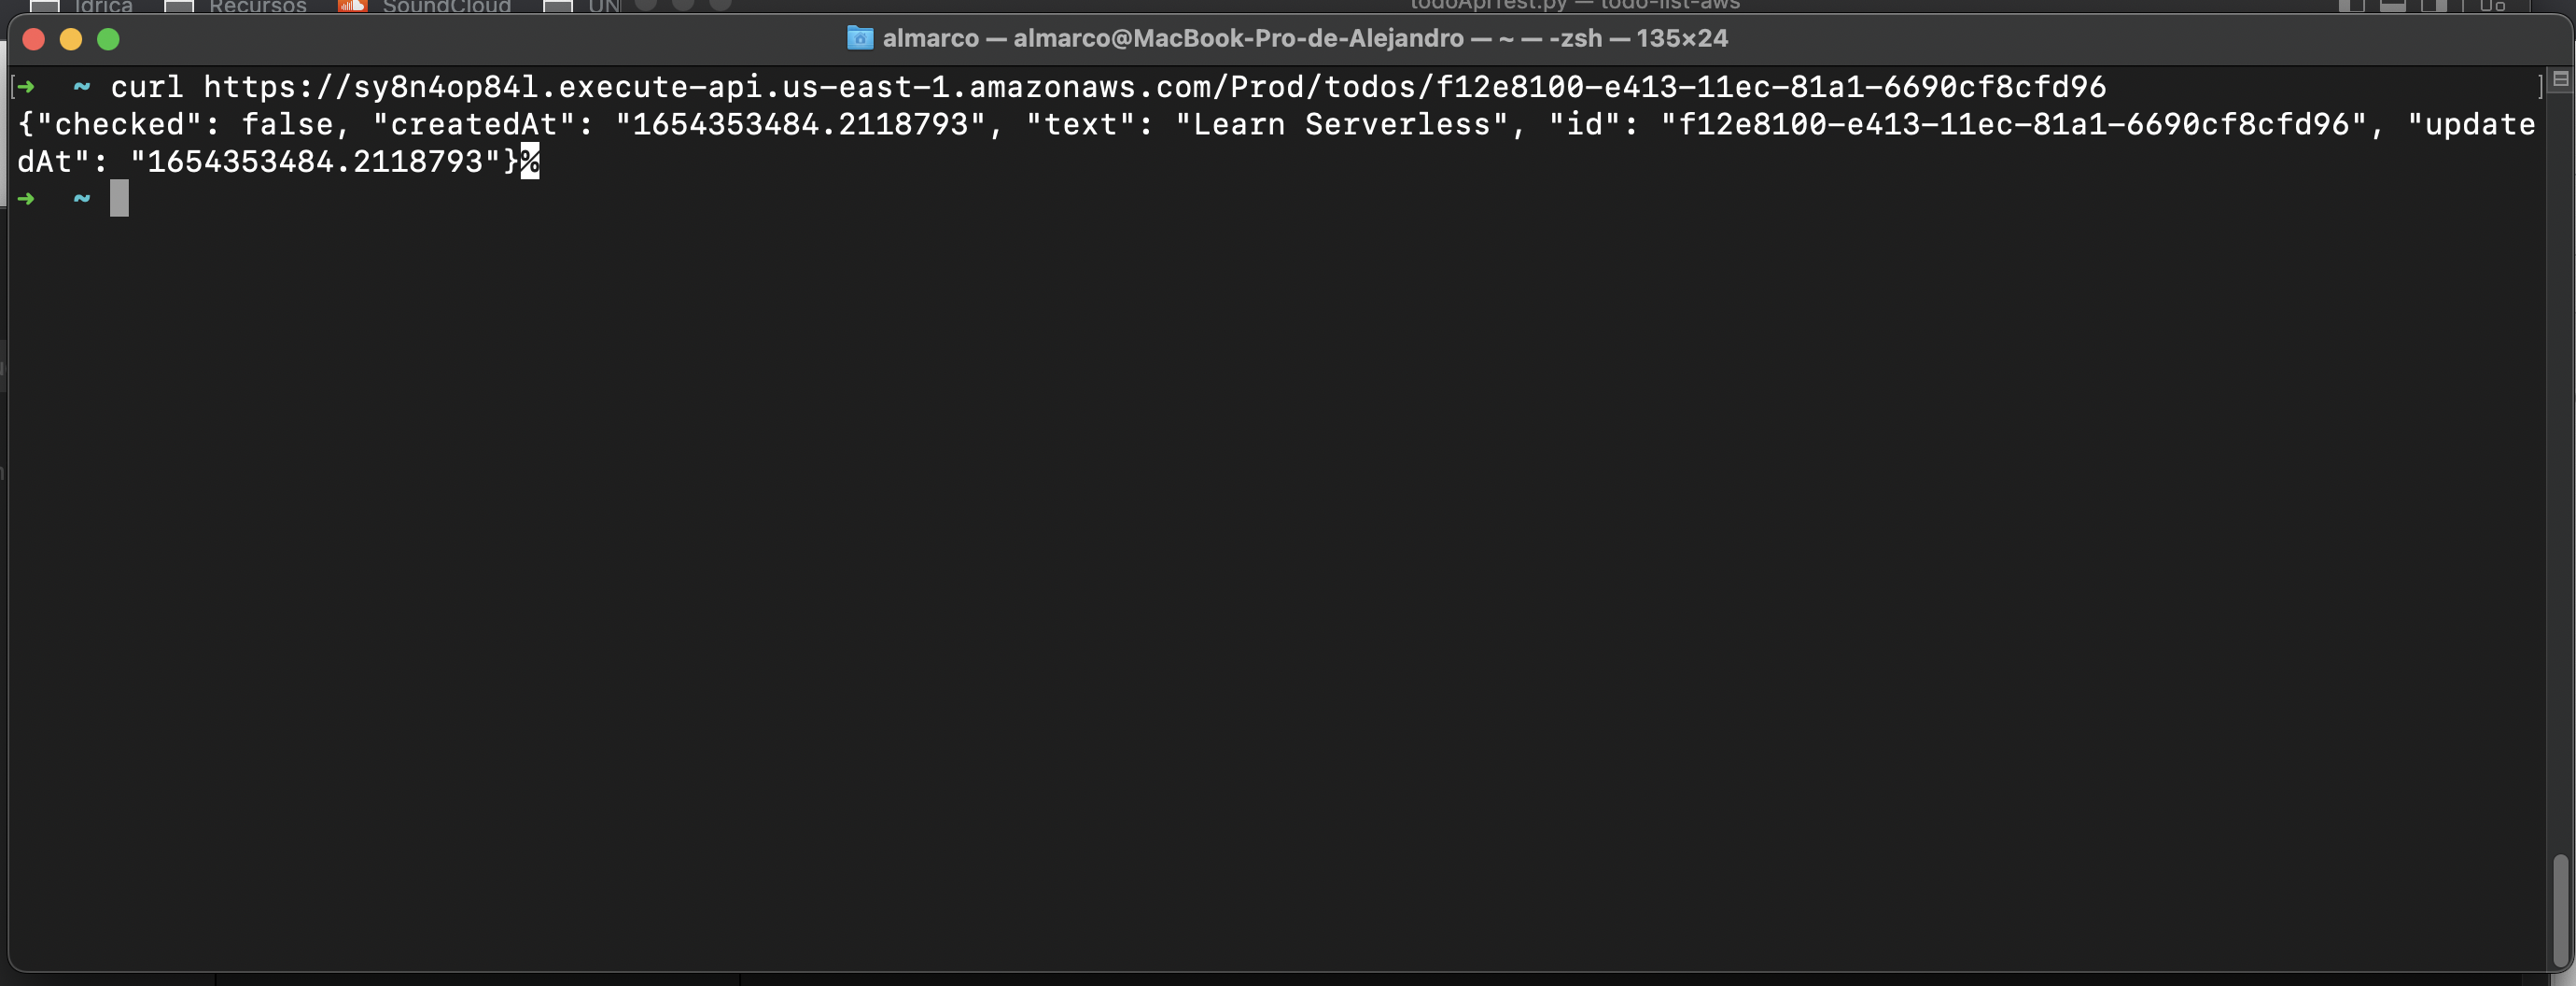 Idrica Recursos SoundCloud UN todoApiTest.py — todo-list-aws
almarco — almarco@MacBook-Pro-de-Alejandro — ~ — -zsh — 135×24
[➜ ~ curl https://sy8n4op84l.execute-api.us-east-1.amazonaws.com/Prod/todos/f12e8100-e413-11ec-81a1-6690cf8cfd96 ]
{"checked": false, "createdAt": "1654353484.2118793", "text": "Learn Serverless", "id": "f12e8100-e413-11ec-81a1-6690cf8cfd96", "update
dAt": "1654353484.2118793"}%
➜ ~